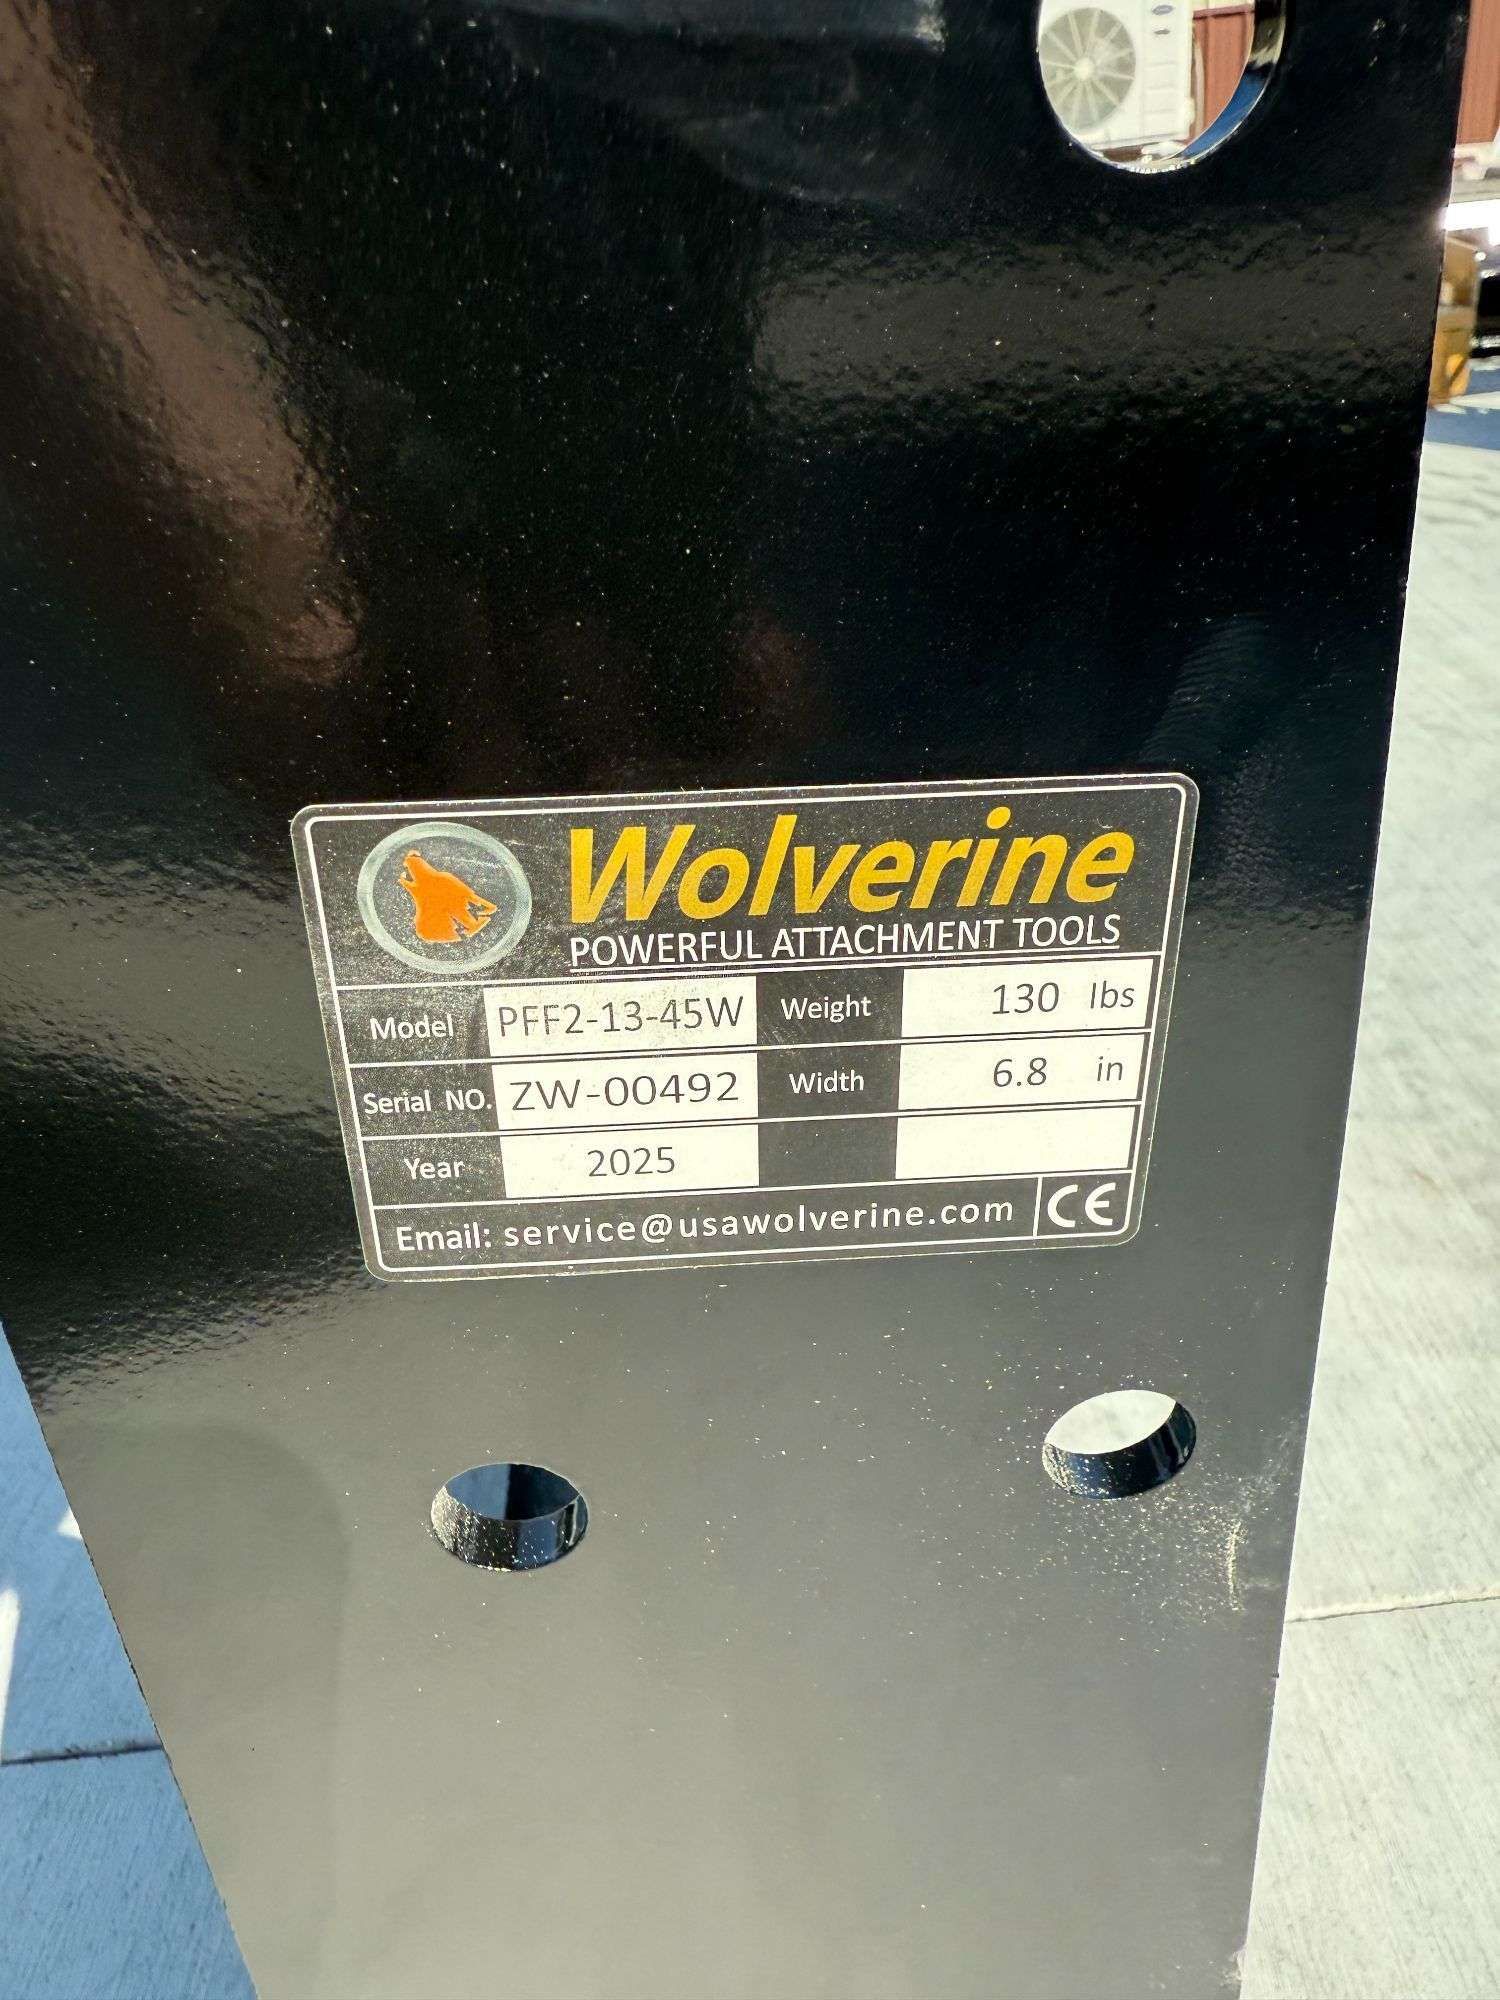 Wolverine
POWERFUL ATTACHMENT TOOLS
Model PFF2-13-45W Weight 130 lbs
Serial NO. ZW-00492 Width 6.8 in
Year 2025
Email: service@usawolverine.com CE